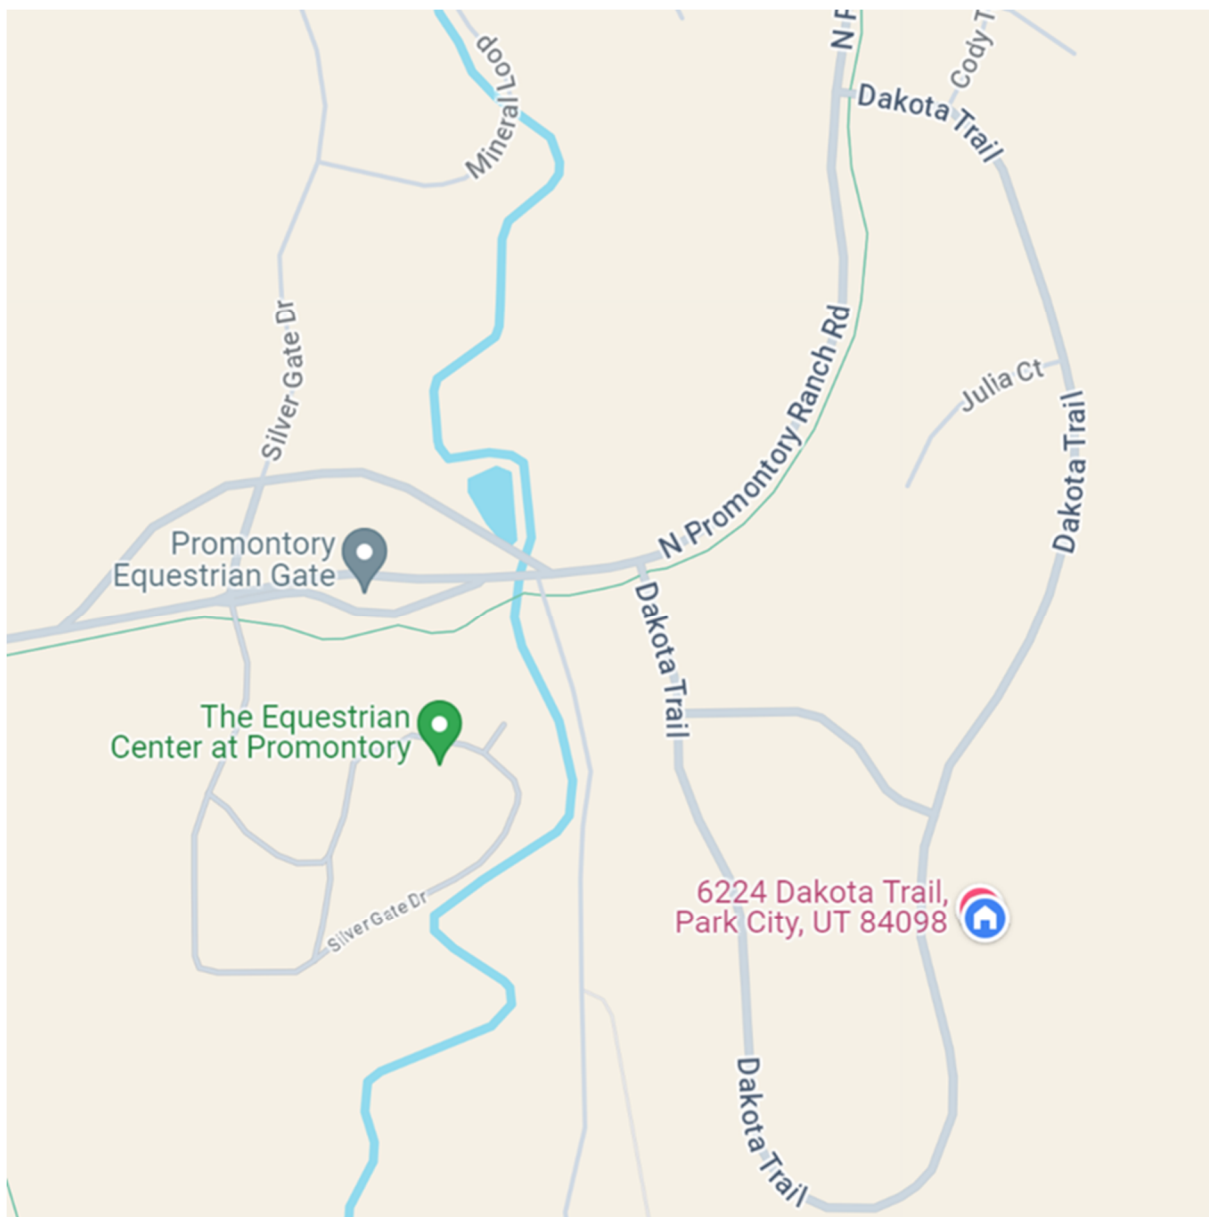 N P
Cody T
Dakota Trail
Mineral Loop
Silver Gate Dr
N Promontory Ranch Rd
Julia Ct
Dakota Trail
Promontory
Equestrian Gate
Dakota Trail
The Equestrian
Center at Promontory
6224 Dakota Trail,
Park City, UT 84098
Silver Gate Dr
Dakota Trail